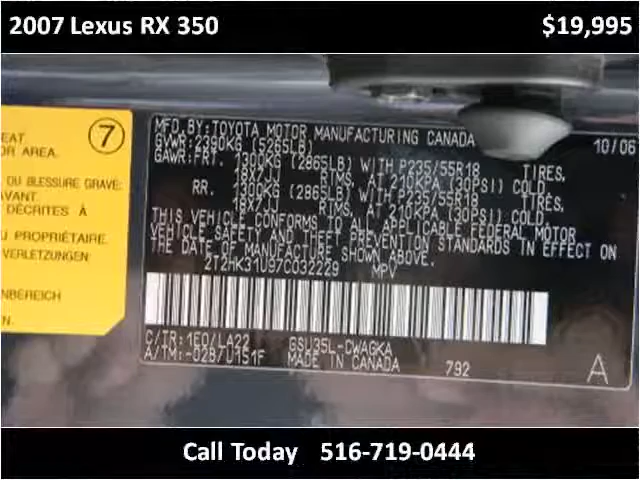 2007 Lexus RX 350 $19,995
7
EAT
OR AREA.
DU BLESSURE GRAVE:
AVANT.
DÉCRITES À
U PROPRIÉTAIRE.
VERLETZUNGEN:
NBEREICH
N.
MFD.BY:TOYOTA MOTOR MANUFACTURING CANADA 10/06
GVWR:2390KG (5265LB)
GAWR:FRT. 1300KG (2865LB) WITH P235/55R18 TIRES,
18X7JJ RIMS, AT 210KPA (30PSI) COLD.
RR. 1300KG (2865LB) WITH P235/55R18 TIRES,
18X7JJ RIMS, AT 210KPA (30PSI) COLD.
THIS VEHICLE CONFORMS TO ALL APPLICABLE FEDERAL MOTOR
VEHICLE SAFETY AND THEFT PREVENTION STANDARDS IN EFFECT ON
THE DATE OF MANUFACTURE SHOWN ABOVE.
2T2HK31U97C032229 MPV
C/TR:1E0/LA22 GSU35L-CWAGKA
A/TM:-02B/U151F MADE IN CANADA 792 A
Call Today 516-719-0444